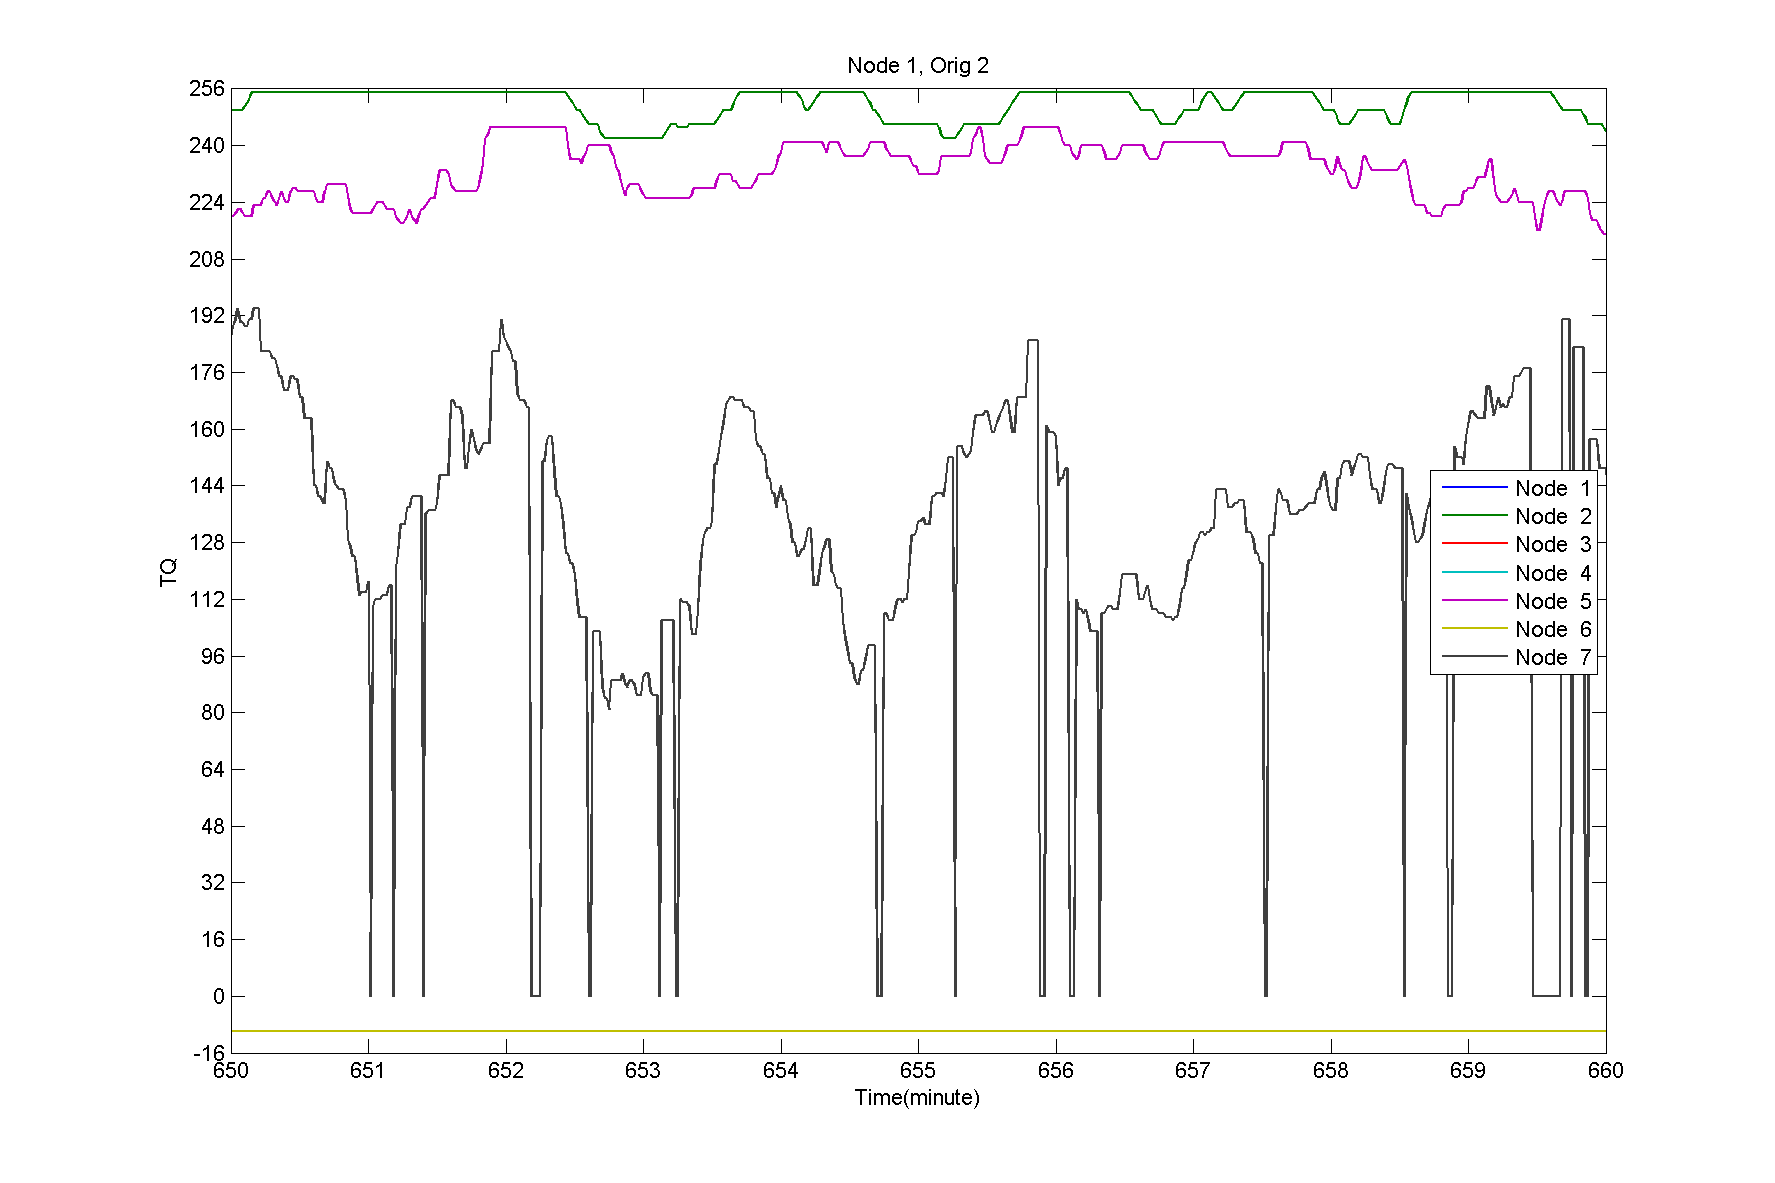 Node 1, Orig 2
256
240
224
208
192
176
160
144
128
112
96
80
64
48
32
16
0
-16
TQ
Node 1
Node 2
Node 3
Node 4
Node 5
Node 6
Node 7
650 651 652 653 654 655 656 657 658 659 660
Time(minute)